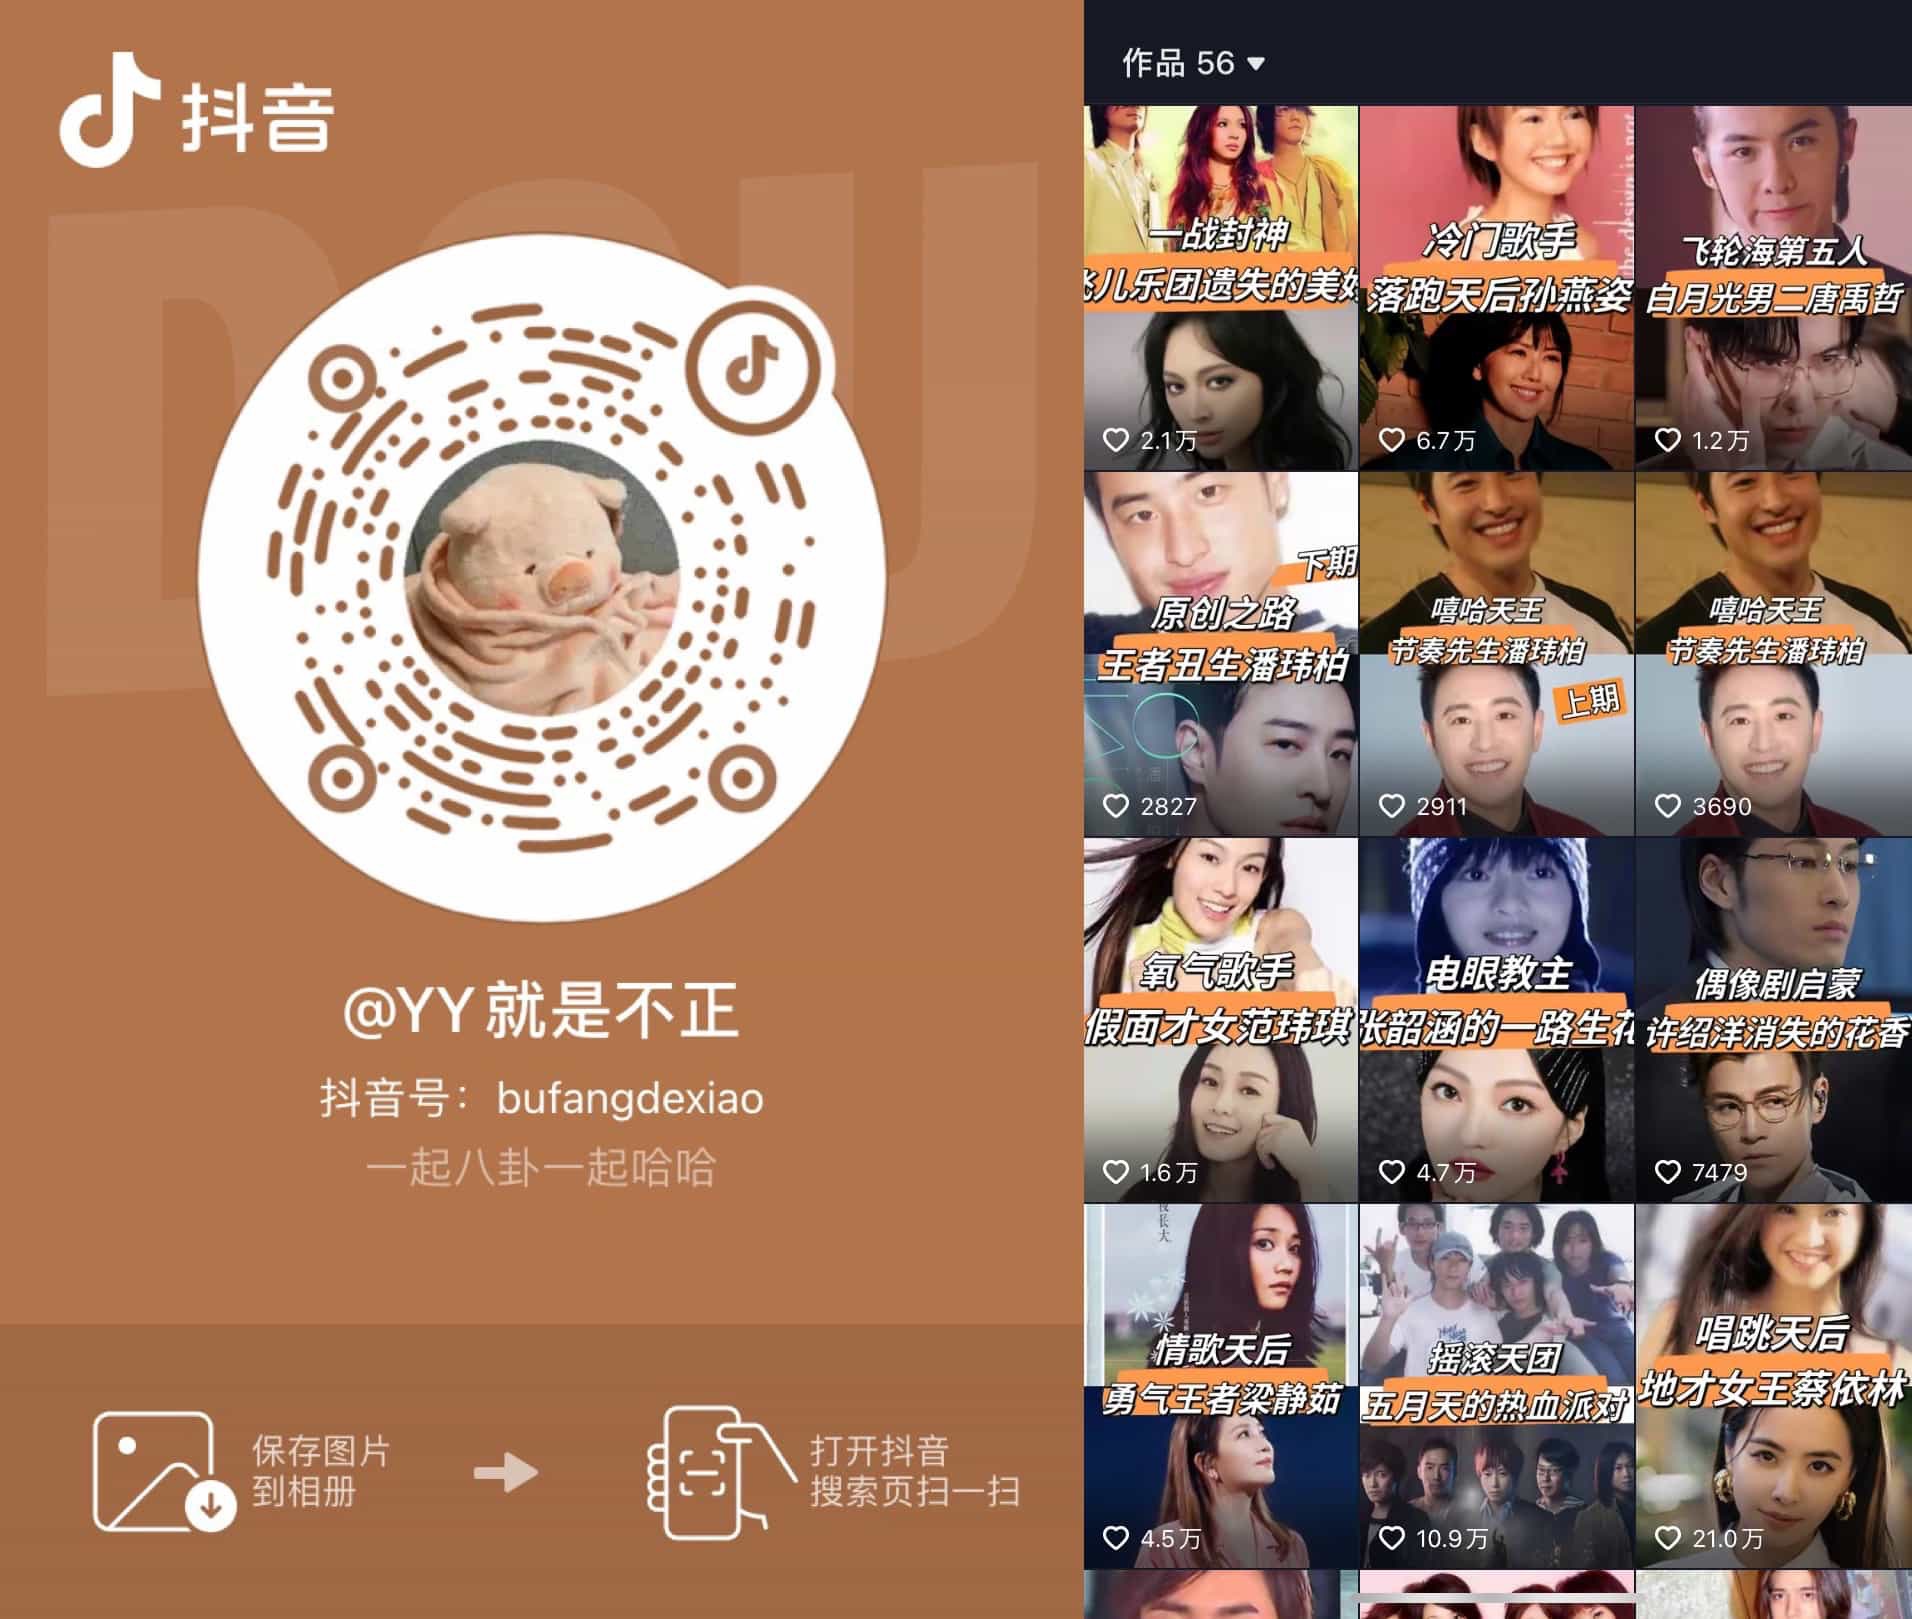 抖音
DOU
@YY就是不正
抖音号：bufangdexiao
一起八卦一起哈哈
保存图片
到相册
打开抖音
搜索页扫一扫
作品 56
一战封神
飞儿乐团遗失的美好
2.1万
冷门歌手
落跑天后孙燕姿
6.7万
飞轮海第五人
白月光男二唐禹哲
1.2万
下期
原创之路
王者丑生潘玮柏
2827
嘻哈天王
节奏先生潘玮柏
上期
2911
嘻哈天王
节奏先生潘玮柏
3690
氧气歌手
假面才女范玮琪
1.6万
电眼教主
张韶涵的一路生花
4.7万
偶像剧启蒙
许绍洋消失的花香
7479
情歌天后
勇气王者梁静茹
4.5万
摇滚天团
五月天的热血派对
10.9万
唱跳天后
地才女王蔡依林
21.0万